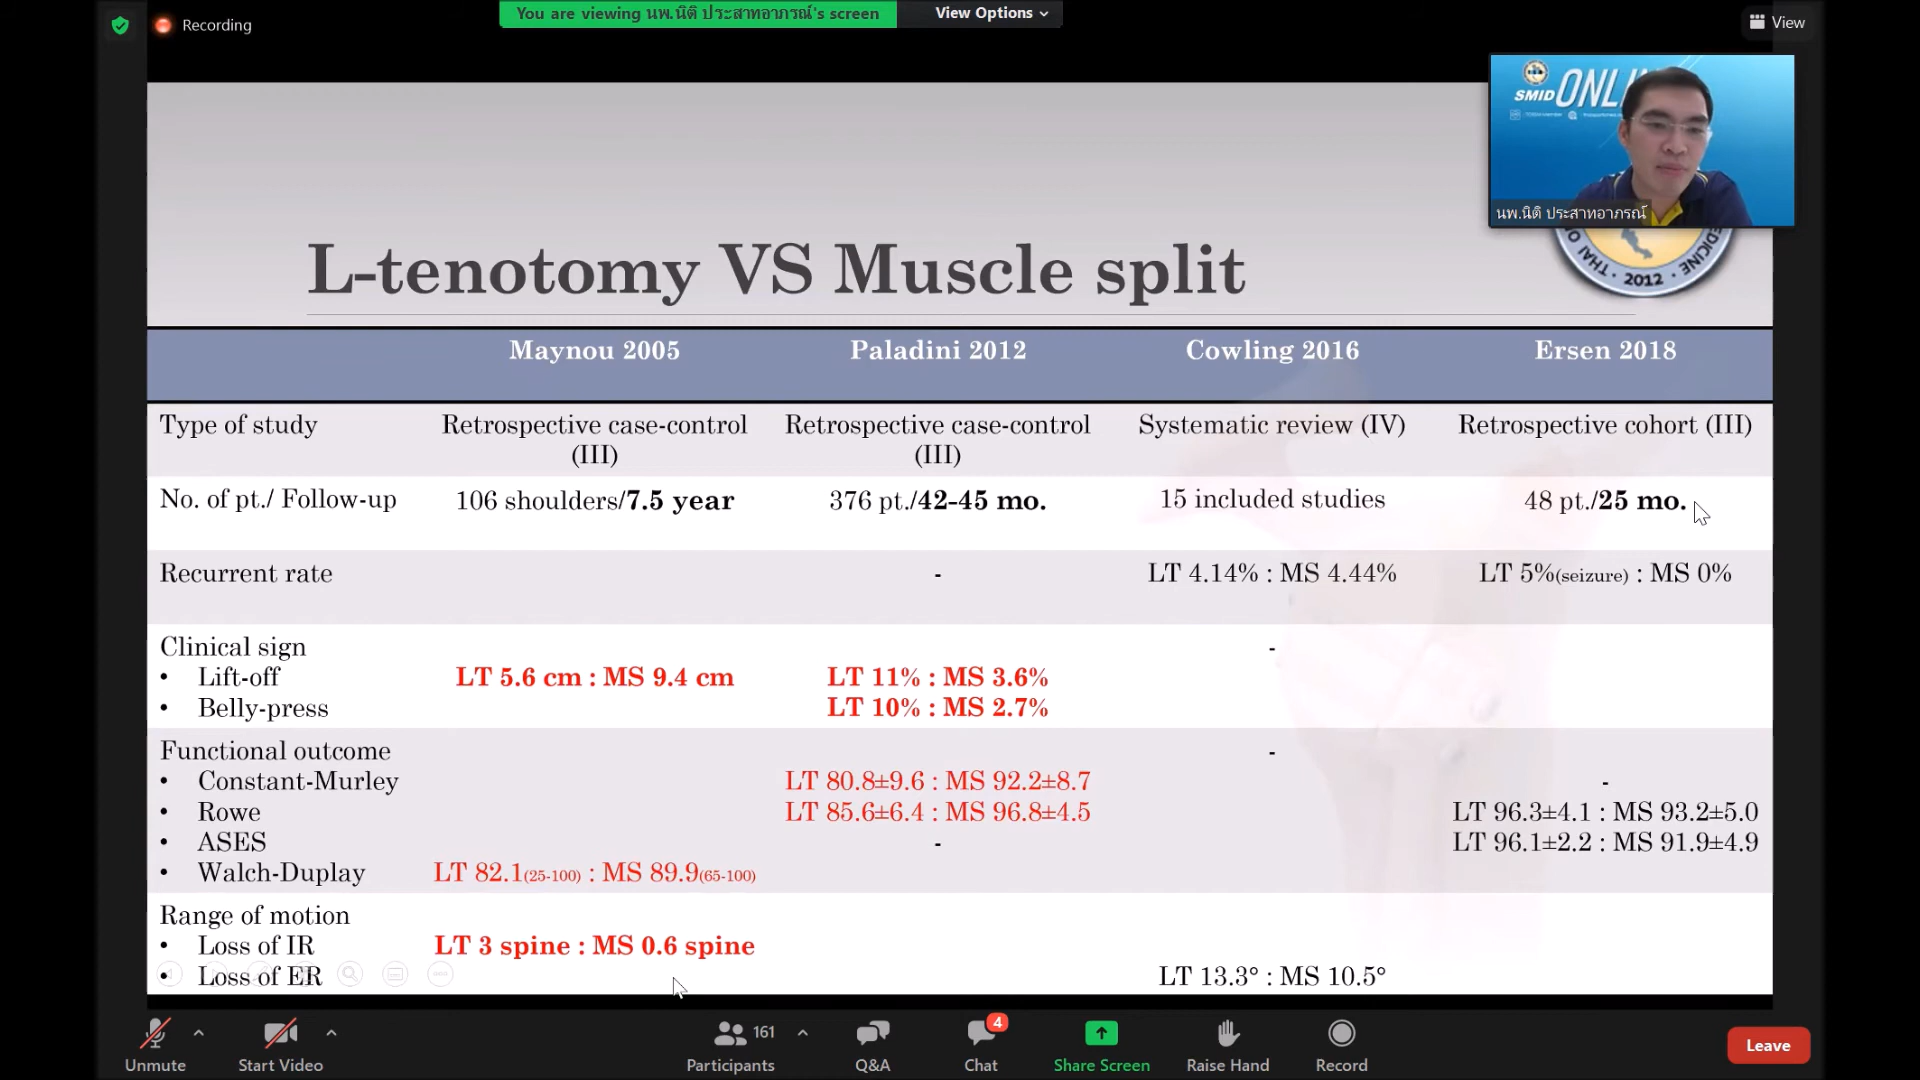 Recording
You are viewing นพ.นิติ ประสาทอาภรณ์'s screen
View Options
View
SMID ONLI
นพ.นิติ ประสาทอาภรณ์
THAI O
2012
MEDICINE
L-tenotomy VS Muscle split
Maynou 2005 Paladini 2012 Cowling 2016 Ersen 2018
Type of study Retrospective case-control (III) Retrospective case-control (III) Systematic review (IV) Retrospective cohort (III)
No. of pt./ Follow-up 106 shoulders/7.5 year 376 pt./42-45 mo. 15 included studies 48 pt./25 mo.
Recurrent rate - LT 4.14% : MS 4.44% LT 5%(seizure) : MS 0%
Clinical sign -
• Lift-off LT 5.6 cm : MS 9.4 cm LT 11% : MS 3.6%
• Belly-press LT 10% : MS 2.7%
Functional outcome -
• Constant-Murley LT 80.8±9.6 : MS 92.2±8.7 -
• Rowe LT 85.6±6.4 : MS 96.8±4.5 LT 96.3±4.1 : MS 93.2±5.0
• ASES - LT 96.1±2.2 : MS 91.9±4.9
• Walch-Duplay LT 82.1(25-100) : MS 89.9(65-100)
Range of motion
• Loss of IR LT 3 spine : MS 0.6 spine
• Loss of ER LT 13.3° : MS 10.5°
Unmute
Start Video
161
Participants
Q&A
4
Chat
Share Screen
Raise Hand
Record
Leave